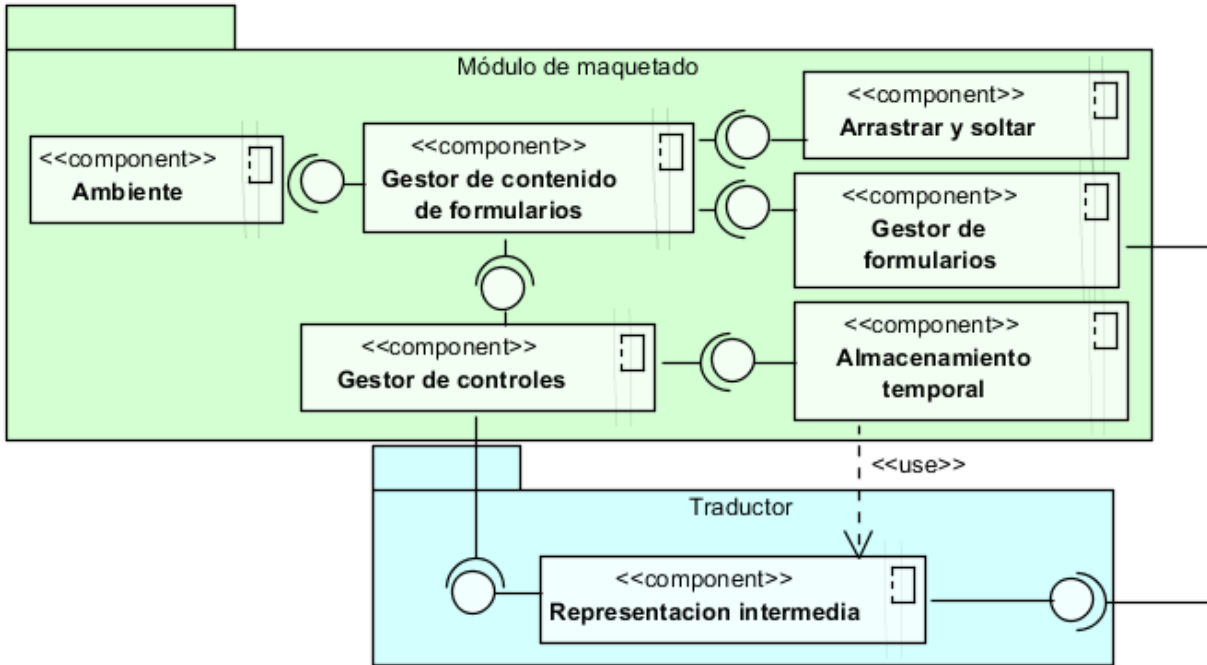 Módulo de maquetado
<<component>>
Ambiente
<<component>>
Gestor de contenido
de formularios
<<component>>
Arrastrar y soltar
<<component>>
Gestor de
formularios
<<component>>
Gestor de controles
<<component>>
Almacenamiento
temporal
<<use>>
Traductor
<<component>>
Representacion intermedia